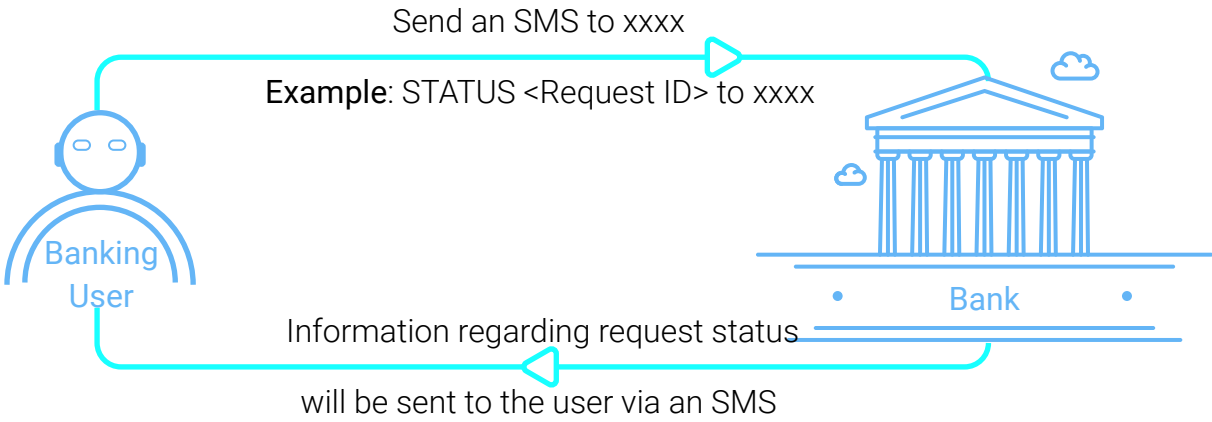 Send an SMS to xxxx
Example: STATUS <Request ID> to xxxx
Banking
User
Bank
Information regarding request status
will be sent to the user via an SMS